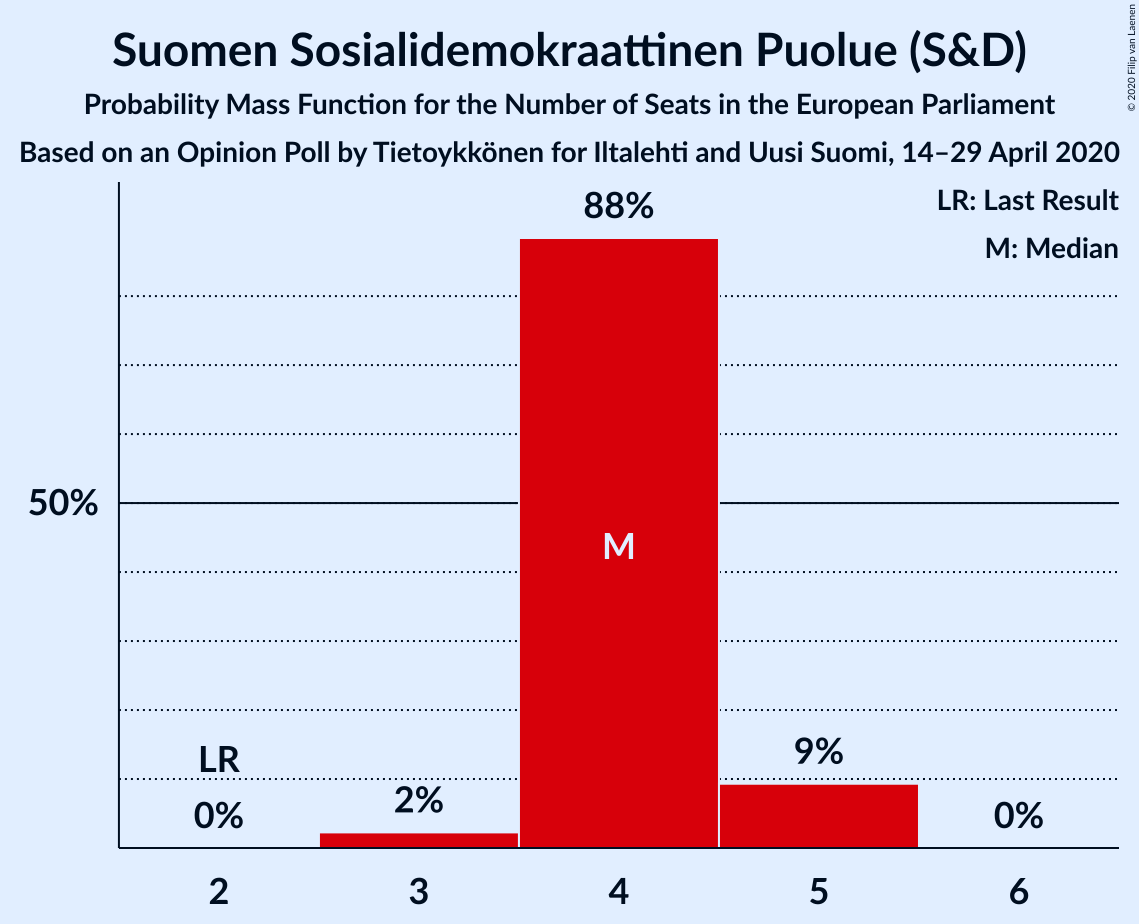 Suomen Sosialidemokraattinen Puolue (S&D)
Probability Mass Function for the Number of Seats in the European Parliament
Based on an Opinion Poll by Tietoykkönen for Iltalehti and Uusi Suomi, 14–29 April 2020
© 2020 Filip van Laenen
LR: Last Result
M: Median
88%
50%
M
LR
0%
2%
9%
0%
2 3 4 5 6